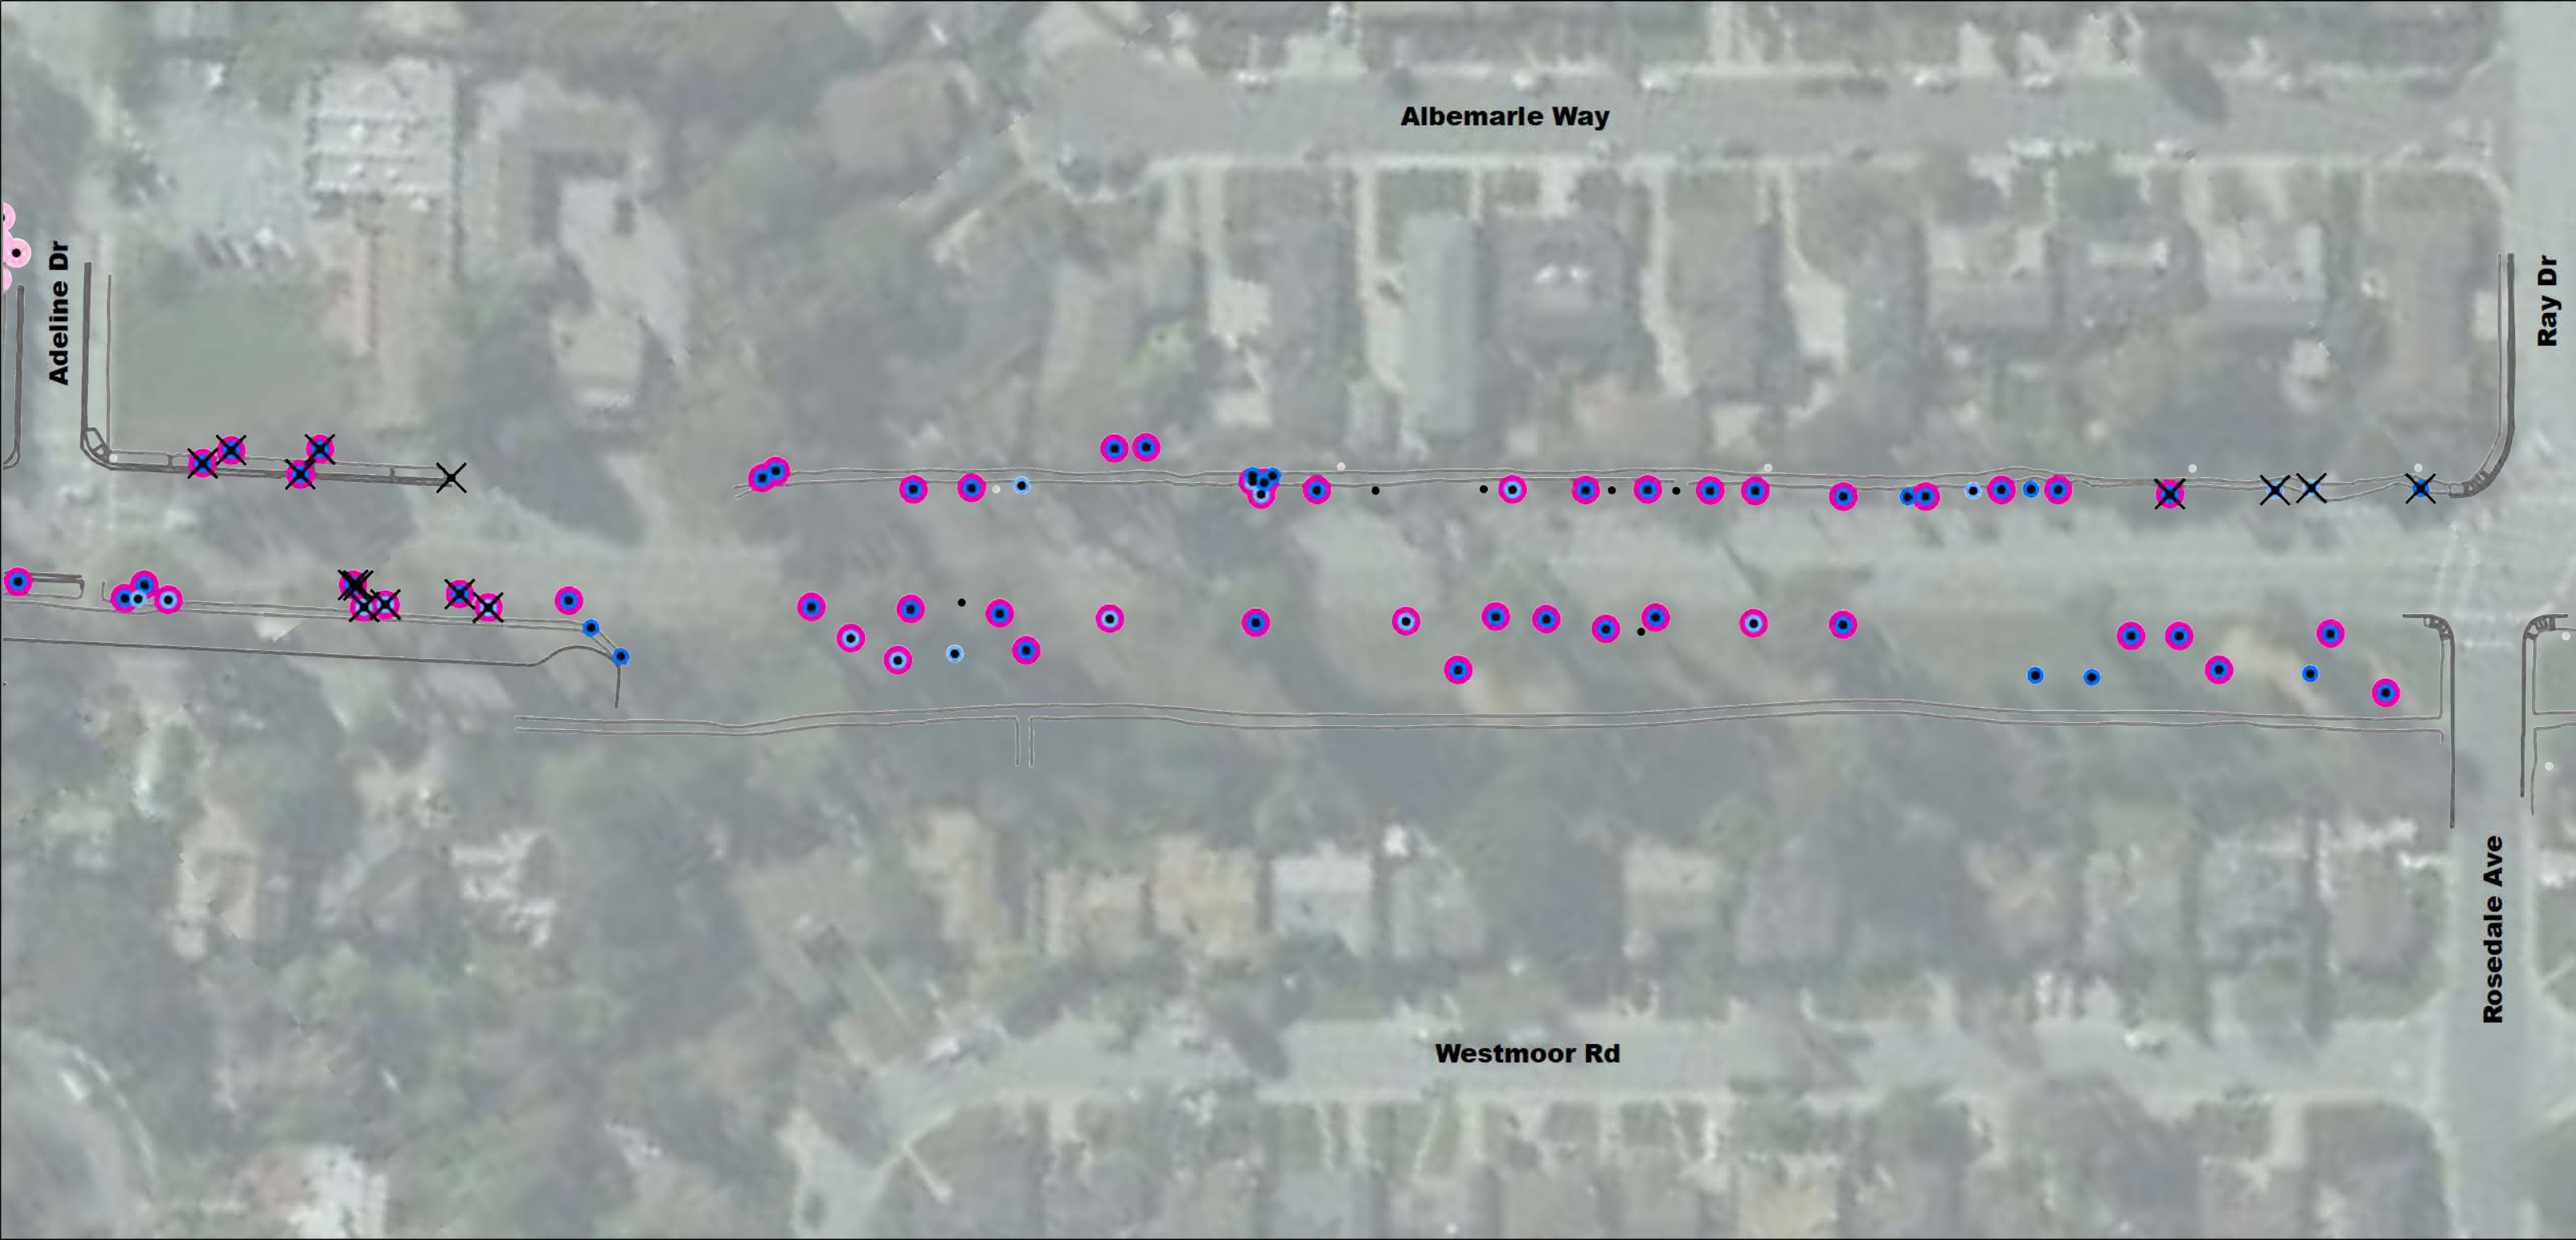 Albemarle Way
Adeline Dr
Ray Dr
Rosedale Ave
Westmoor Rd